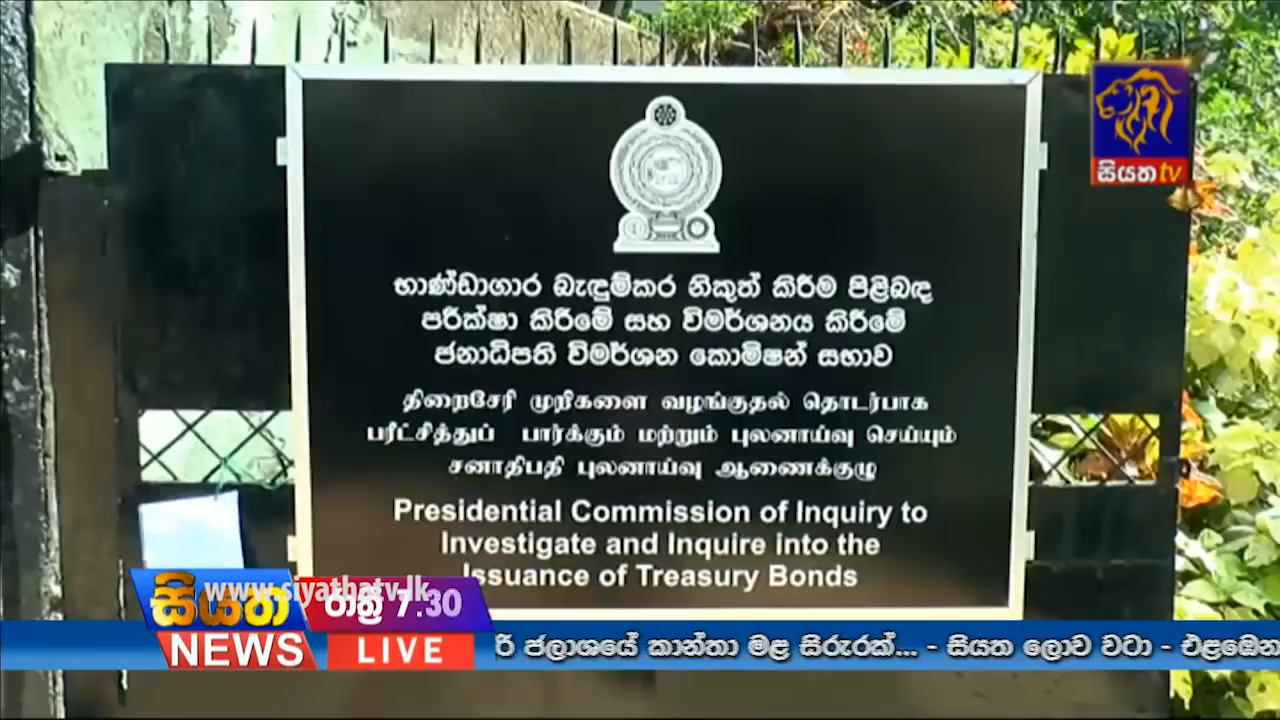 සියත tv
භාණ්ඩාගාර බැඳුම්කර නිකුත් කිරීම පිළිබඳ
පරික්ෂා කිරීමේ සහ විමර්ශනය කිරීමේ
ජනාධිපති විමර්ශන කොමිෂන් සභාව
திறைசேரி முறிகளை வழங்குதல் தொடர்பாக
பரீட்சித்துப் பார்க்கும் மற்றும் புலனாய்வு செய்யும்
சனாதிபதி புலனாய்வு ஆணைக்குழு
Presidential Commission of Inquiry to
Investigate and Inquire into the
Issuance of Treasury Bonds
www.siyathatv.lk
සියත රාත්‍රී 7.30
NEWS LIVE
රි ජලාශයේ කාන්තා මළ සිරුරක්... - සියත ලොව වටා - එළඹෙන